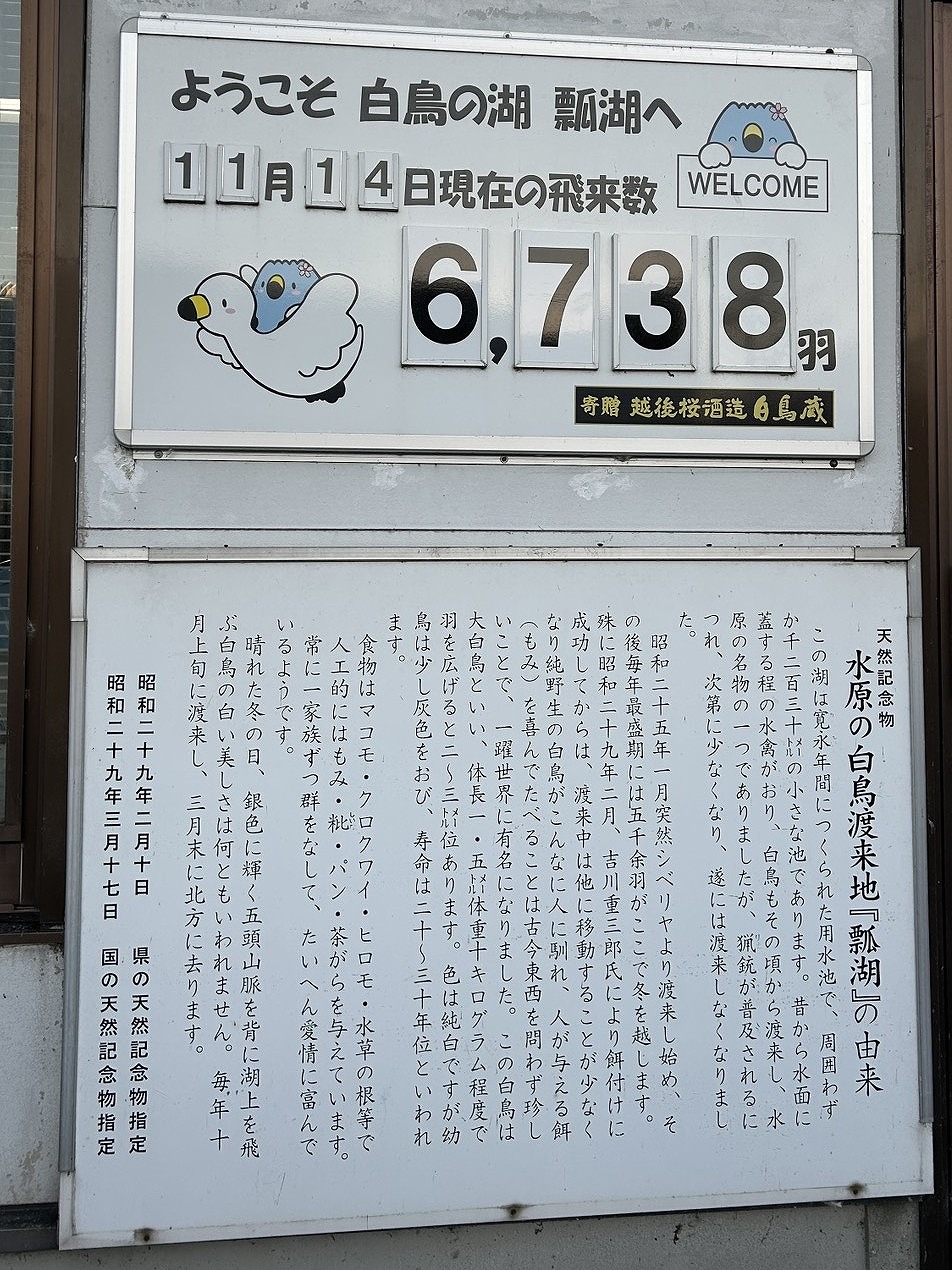 ようこそ 白鳥の湖 瓢湖へ
WELCOME
11月14日現在の飛来数
6,738羽
寄贈 越後桜酒造 白鳥蔵
天然記念物
水原の白鳥渡来地『瓢湖』の由来
この湖は寛永年間につくられた用水池で、周囲わず
か千二百三十㍍の小さな池であります。昔から水面に
蓋する程の水禽がおり、白鳥もその頃から渡来し、水
原の名物の一つでありましたが、猟銃が普及されるに
つれ、次第に少なくなり、遂には渡来しなくなりまし
た。
昭和二十五年一月突然シベリヤより渡来し始め、そ
の後毎年最盛期には五千余羽がここで冬を越します。
殊に昭和二十九年二月、吉川重三郎氏により餌付けに
成功してからは、渡来中は他に移動することが少なく
なり純野生の白鳥がこんなに人に馴れ、人が与える餌
(もみ)を喜んでたべることは古今東西を問わず珍し
いことで、一躍世界に有名になりました。この白鳥は
大白鳥といい、体長一・五㍍体重十キログラム程度で
羽を広げると二〜三㍍位あります。色は純白ですが幼
鳥は少し灰色をおび、寿命は二十〜三十年位といわれ
ます。
食物はマコモ・クロクワイ・ヒロモ・水草の根等で
人工的にはもみ・粃・パン・茶がらを与えています。
常に一家族ずつ群をなして、たいへん愛情に富んで
いるようです。
晴れた冬の日、銀色に輝く五頭山脈を背に湖上を飛
ぶ白鳥の白い美しさは何ともいわれません。毎年十
月上旬に渡来し、三月末に北方に去ります。
昭和二十九年二月十日 県の天然記念物指定
昭和二十九年三月十七日 国の天然記念物指定